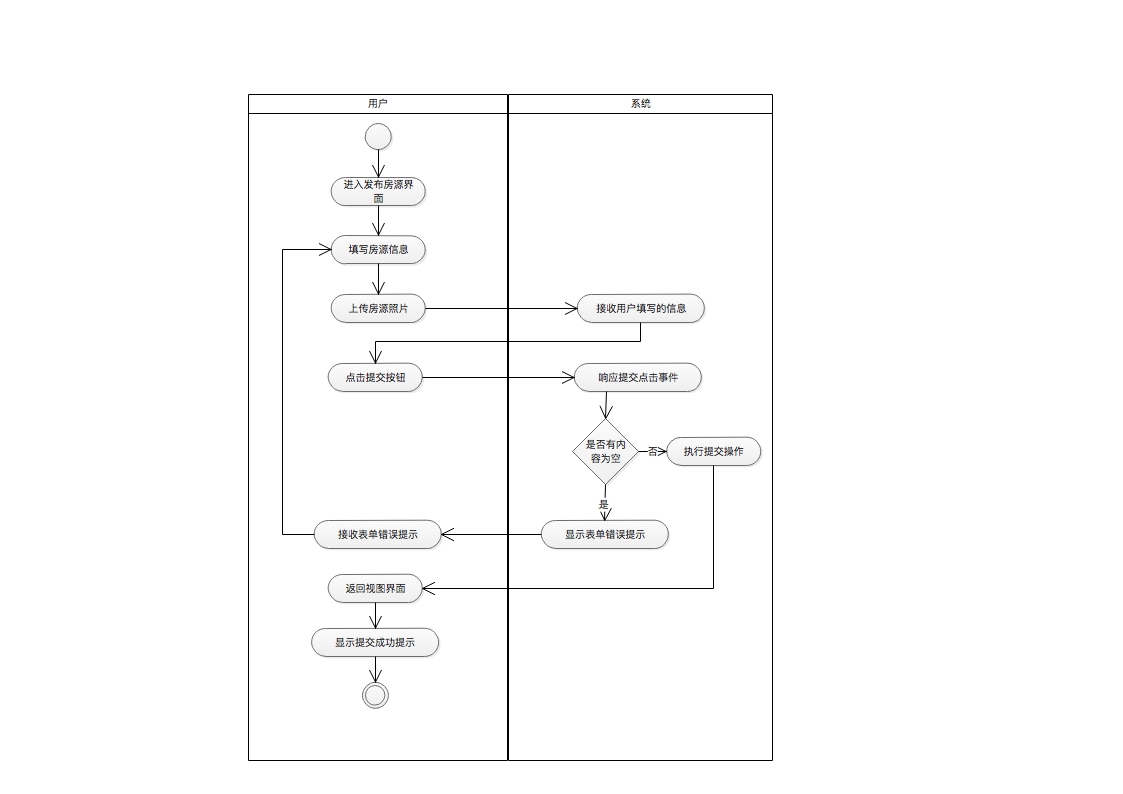 用户
系统
进入发布房源界
面
填写房源信息
上传房源照片
接收用户填写的信息
点击提交按钮
响应提交点击事件
是否有内
容为空
否
执行提交操作
是
接收表单错误提示
显示表单错误提示
返回视图界面
显示提交成功提示